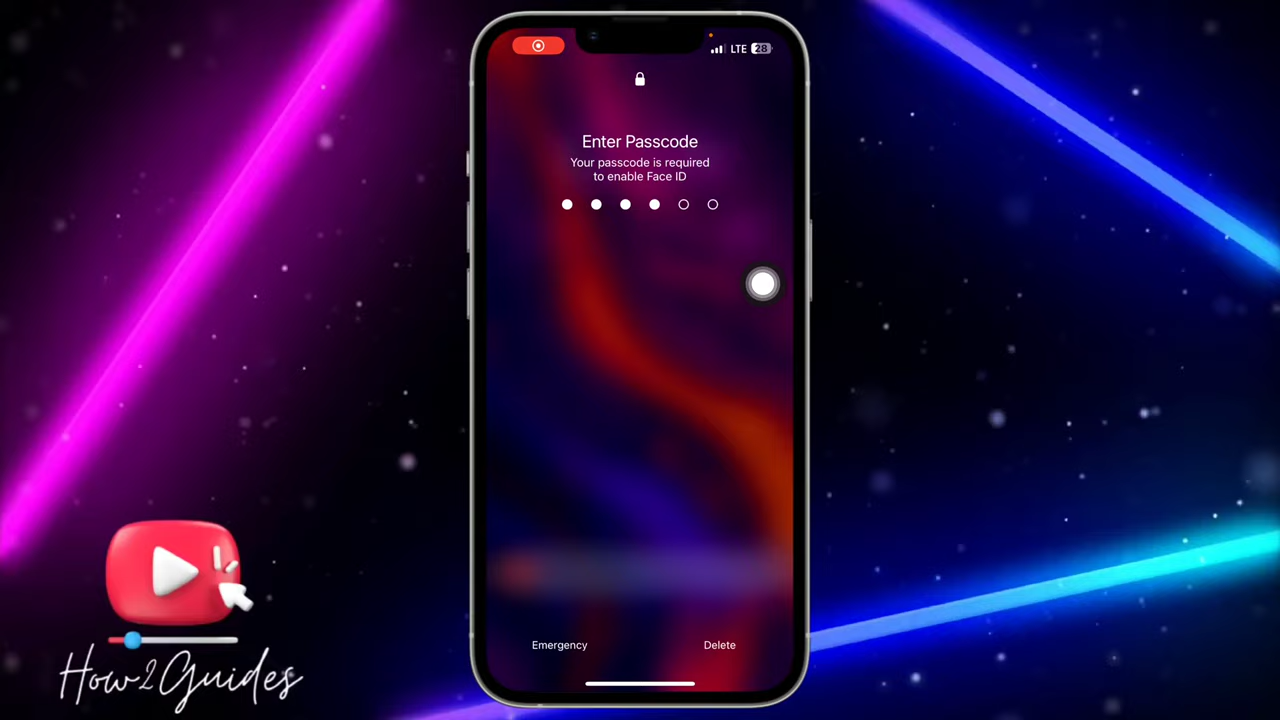 LTE 28
Enter Passcode
Your passcode is required
to enable Face ID
Emergency
Delete
How2Guides